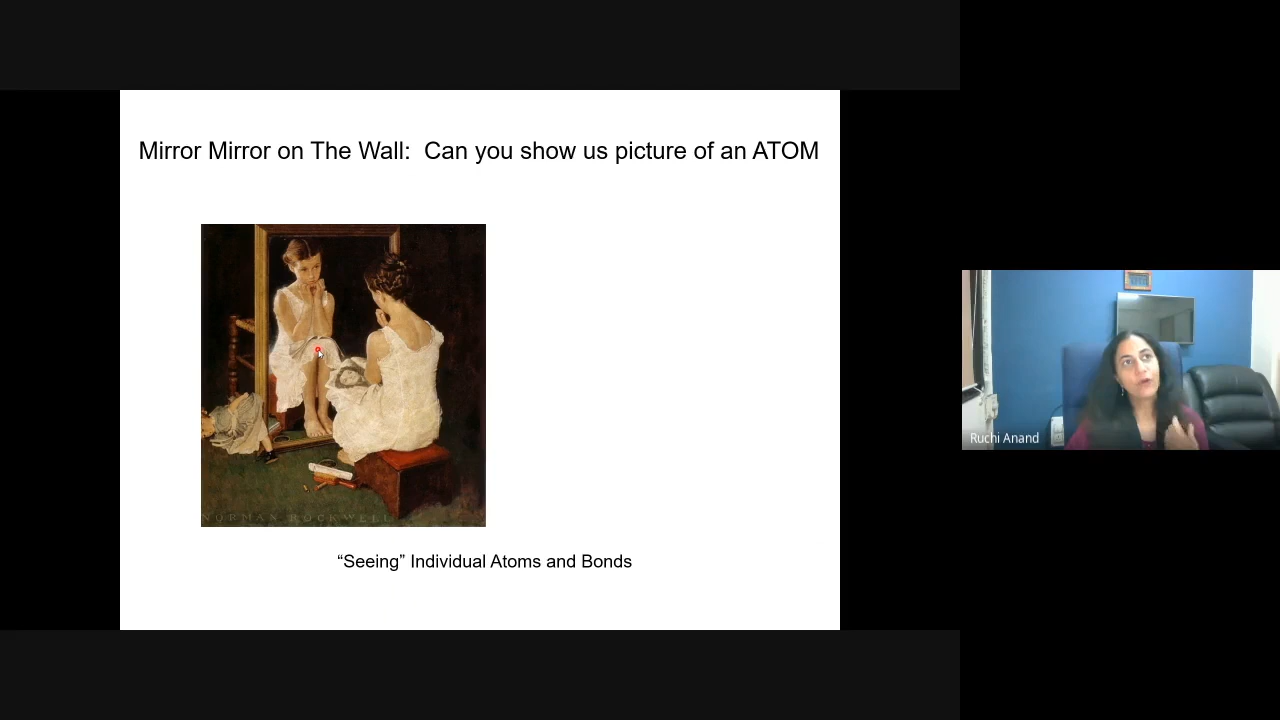 Mirror Mirror on The Wall: Can you show us picture of an ATOM
NORMAN ROCKWELL
“Seeing” Individual Atoms and Bonds
Ruchi Anand